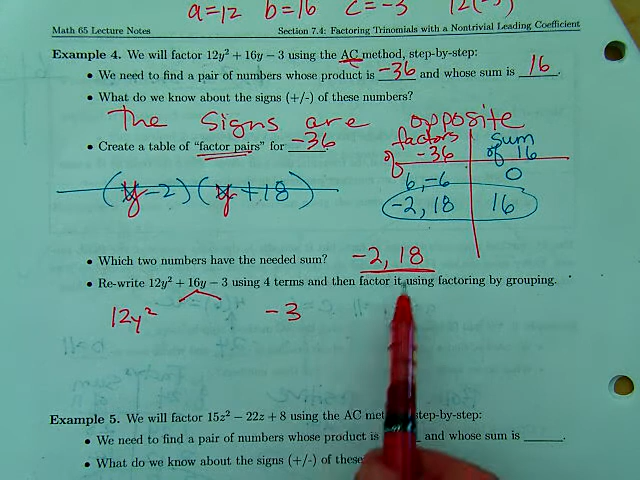 a=12 b=16 c=-3 12(-3)
Math 65 Lecture Notes Section 7.4: Factoring Trinomials with a Nontrivial Leading Coefficient
Example 4. We will factor 12y² + 16y − 3 using the AC method, step-by-step:
• We need to find a pair of numbers whose product is -36 and whose sum is 16.
• What do we know about the signs (+/-) of these numbers?
The signs are opposite
• Create a table of "factor pairs" for -36
factors of -36 sum of 16
6, -6 0
(y-2)(y+18) -2, 18 16
• Which two numbers have the needed sum? -2, 18
• Re-write 12y² + 16y − 3 using 4 terms and then factor it using factoring by grouping.
12y² -3
Example 5. We will factor 15z² − 22z + 8 using the AC step-by-step:
• We need to find a pair of numbers whose product is and whose sum is ______.
• What do we know about the signs (+/-) of these